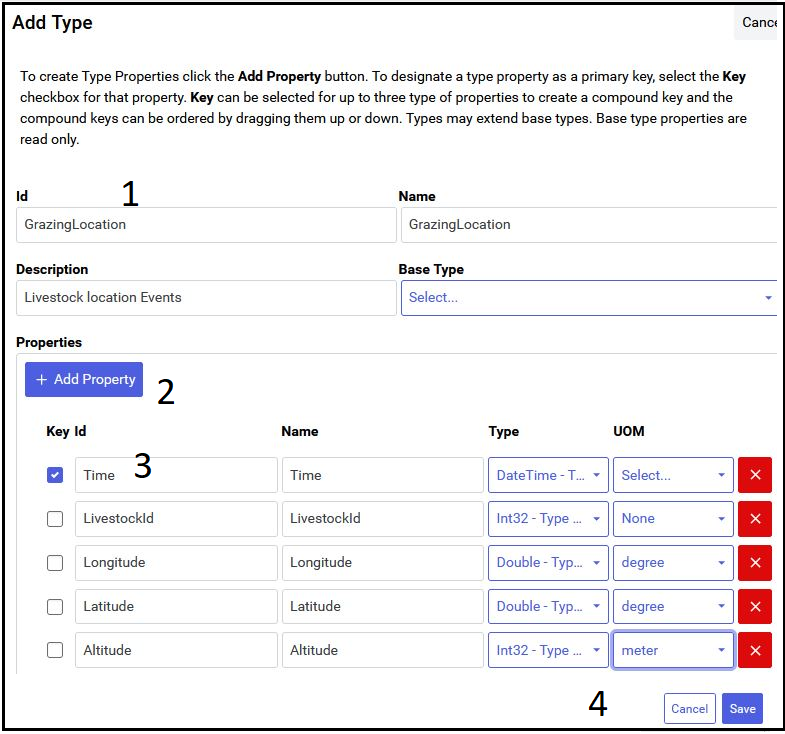 Add Type
To create Type Properties click the Add Property button. To designate a type property as a primary key, select the Key
checkbox for that property. Key can be selected for up to three type of properties to create a compound key and the
compound keys can be ordered by dragging them up or down. Types may extend base types. Base type properties are
read only.
1
Id Name
GrazingLocation GrazingLocation
Description Base Type
Livestock location Events Select...
Properties
+ Add Property 2
Key Id Name Type UOM
Time 3 Time DateTime - T... Select...
LivestockId LivestockId Int32 - Type ... None
Longitude Longitude Double - Typ... degree
Latitude Latitude Double - Typ... degree
Altitude Altitude Int32 - Type ... meter
4 Cancel Save